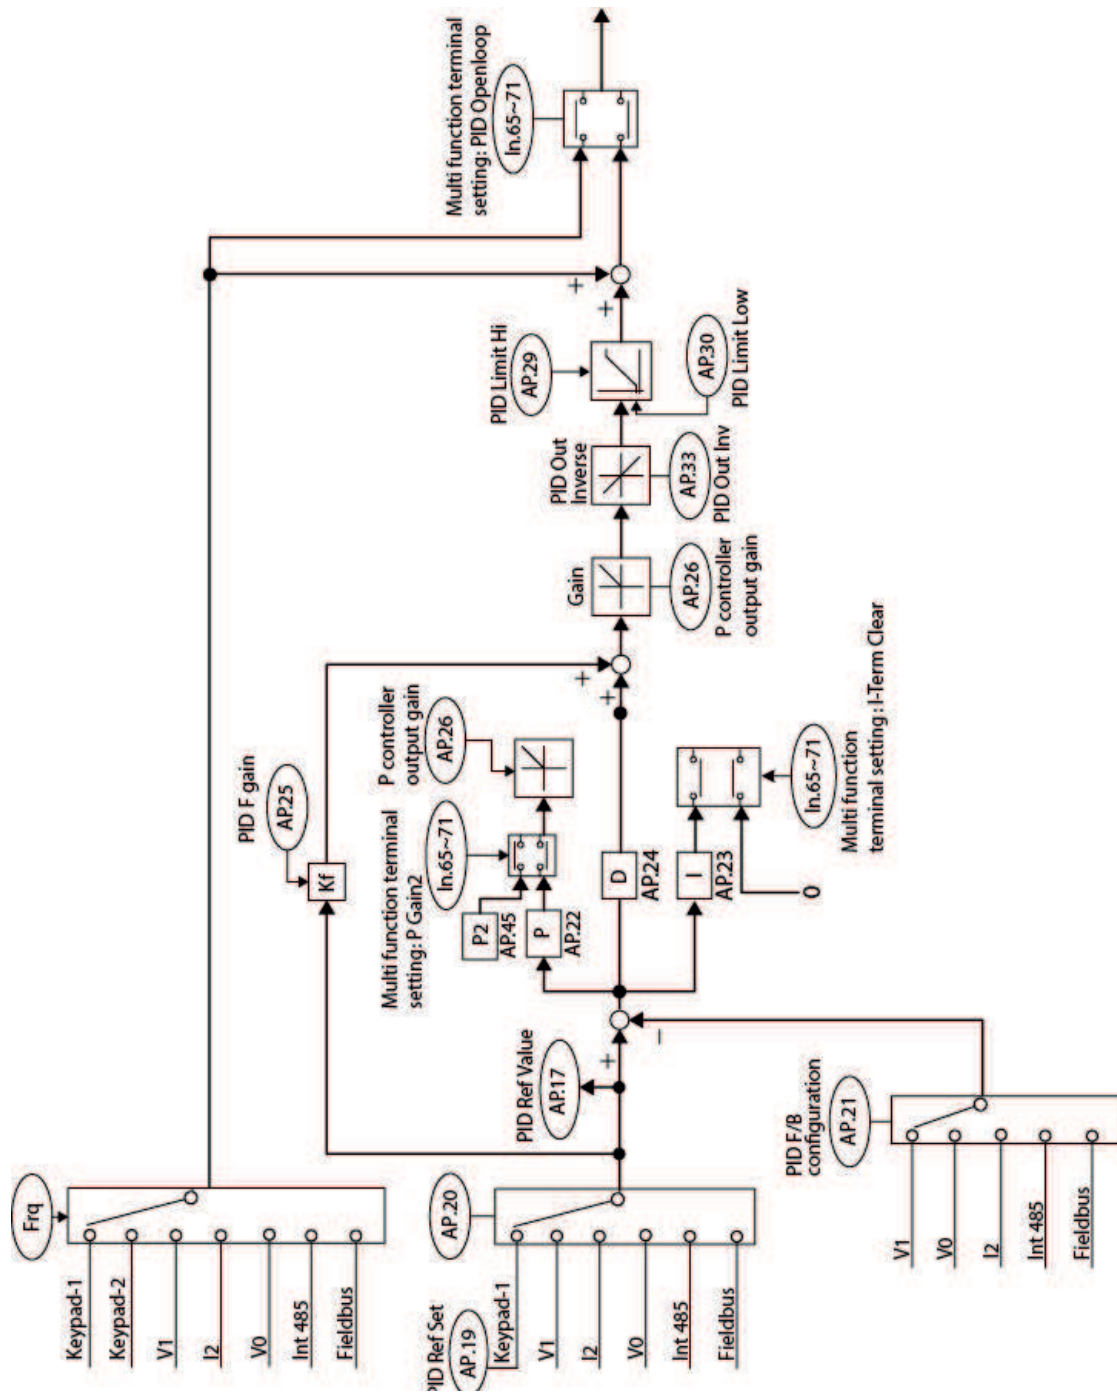 Multi function terminal
setting: PID Openloop
In.65~71
PID Limit Hi
AP.29
AP.30
PID Limit Low
PID Out
Inverse
AP.33
PID Out Inv
Gain
AP.26
P controller
output gain
+
+
+
+
PID F gain
AP.25
Kf
P controller
output gain
AP.26
Multi function terminal
setting: P Gain2
In.65~71
P2
AP.45
P
AP.22
D
AP.24
I
AP.23
0
In.65~71
Multi function
terminal setting: I-Term Clear
PID Ref Value
AP.17
+
−
PID F/B
configuration
AP.21
V1
V0
I2
Int 485
Fieldbus
Frq
Keypad-1
Keypad-2
V1
I2
V0
Int 485
Fieldbus
AP.20
PID Ref Set
AP.19
Keypad-1
V1
I2
V0
Int 485
Fieldbus